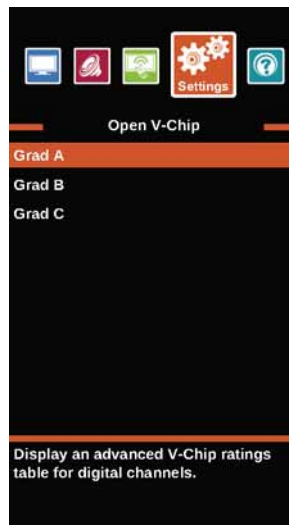 Settings
Open V-Chip
Grad A
Grad B
Grad C
Display an advanced V-Chip ratings
table for digital channels.